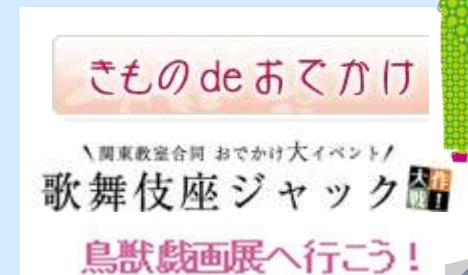 きもの de おでかけ
\関東教室合同 おでかけ大イベント/
歌舞伎座ジャック大作戦！
鳥獣戯画展へ行こう！